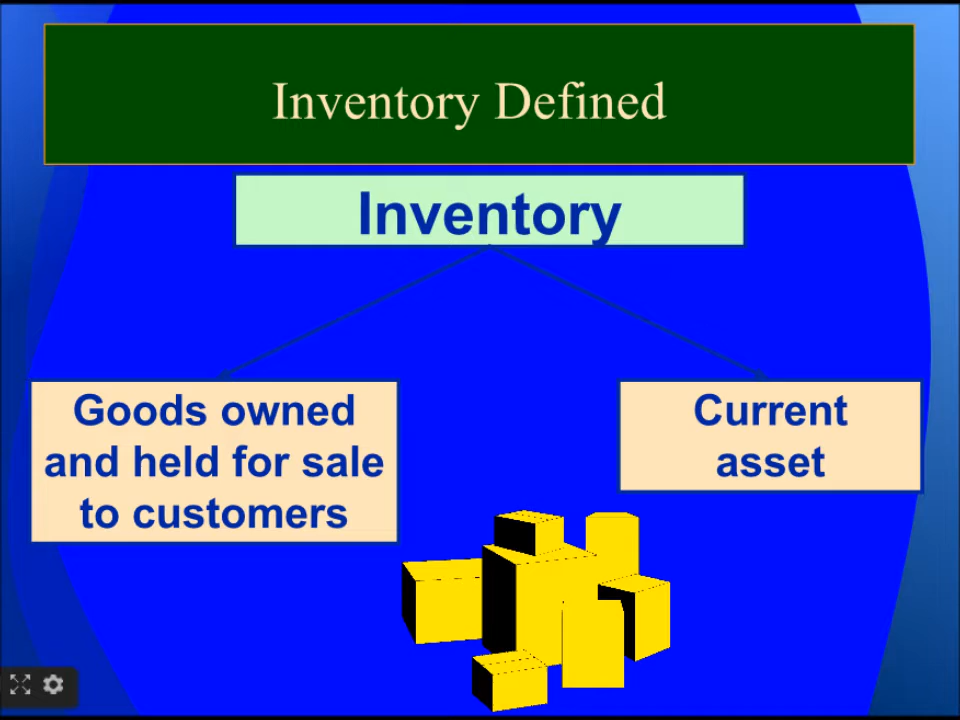 Inventory Defined
Inventory
Goods owned
and held for sale
to customers
Current
asset